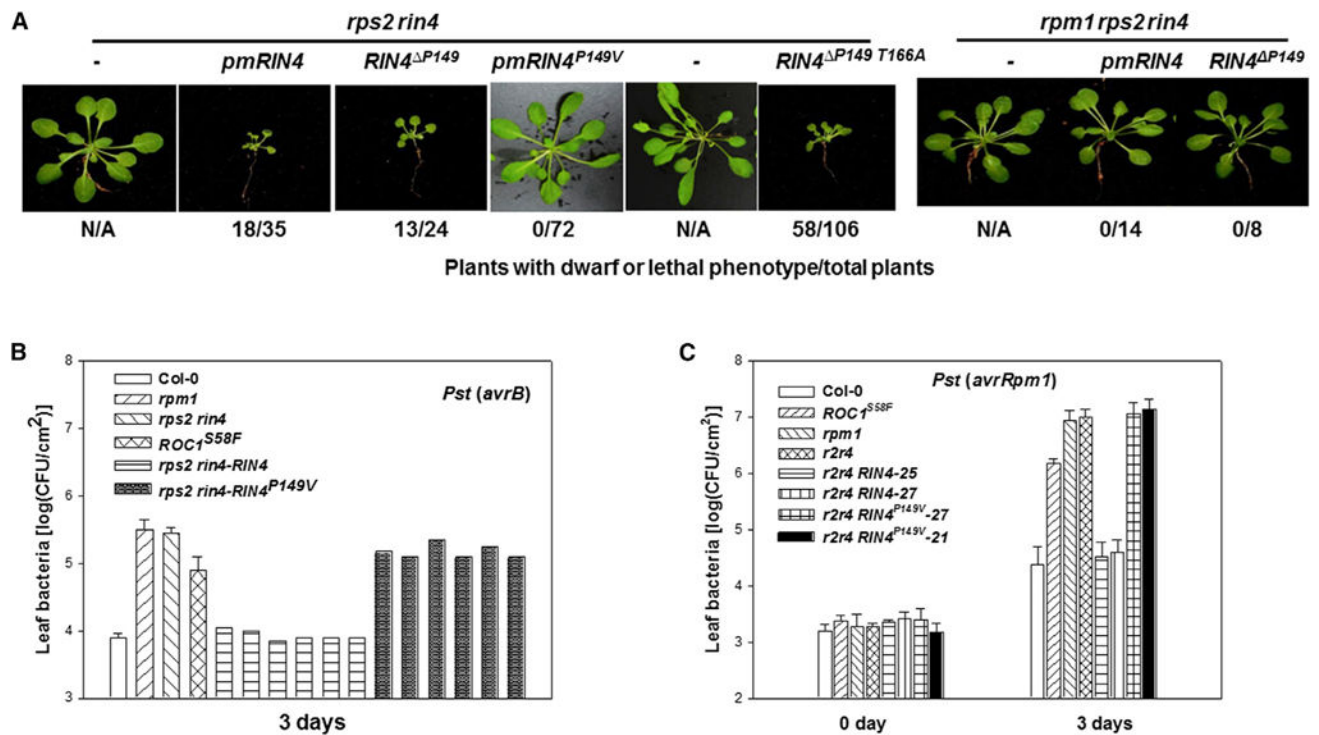 A
rps2 rin4
rpm1 rps2 rin4
- pmRIN4 RIN4ΔP149 pmRIN4P149V - RIN4ΔP149 T166A - pmRIN4 RIN4ΔP149
N/A 18/35 13/24 0/72 N/A 58/106 N/A 0/14 0/8
Plants with dwarf or lethal phenotype/total plants
B
Leaf bacteria [log(CFU/cm2)]
8
7
6
5
4
3
Col-0
rpm1
rps2 rin4
ROC1S58F
rps2 rin4-RIN4
rps2 rin4-RIN4P149V
Pst (avrB)
3 days
C
Leaf bacteria [log(CFU/cm2)]
8
7
6
5
4
3
2
Pst (avrRpm1)
Col-0
ROC1S58F
rpm1
r2r4
r2r4 RIN4-25
r2r4 RIN4-27
r2r4 RIN4P149V-27
r2r4 RIN4P149V-21
0 day 3 days